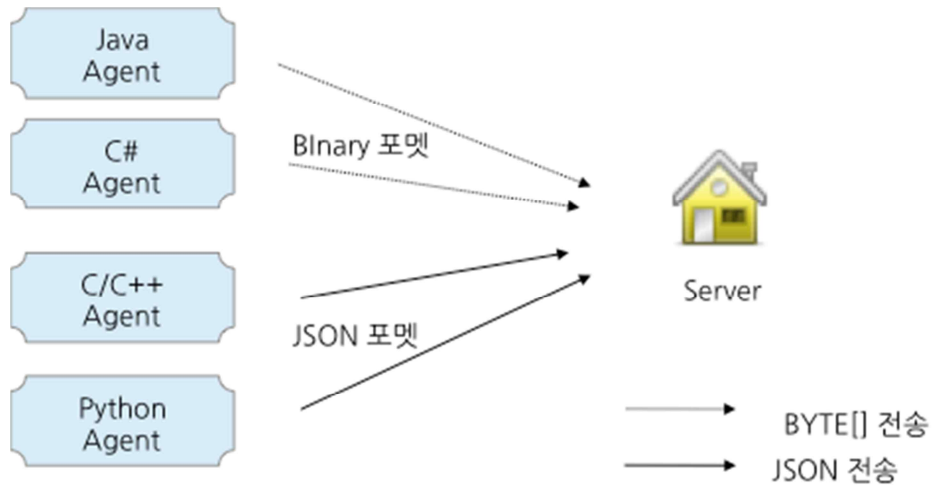 Java
Agent
BInary 포멧
C#
Agent
Server
C/C++
Agent
JSON 포멧
Python
Agent
BYTE[] 전송
JSON 전송